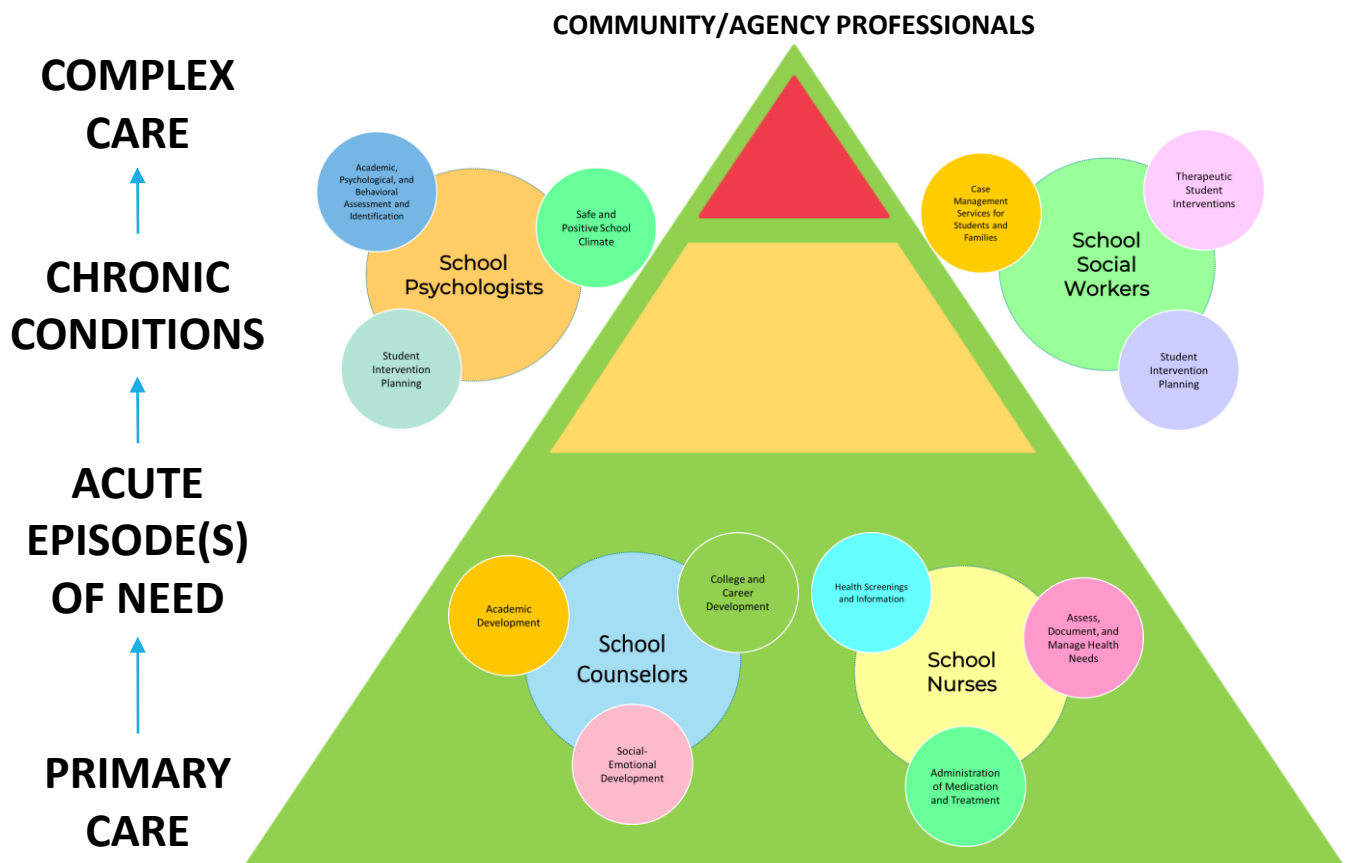 COMMUNITY/AGENCY PROFESSIONALS
COMPLEX
CARE
CHRONIC
CONDITIONS
ACUTE
EPISODE(S)
OF NEED
PRIMARY
CARE
Academic,
Psychological, and
Behavioral
Assessment and
Identification
Safe and
Positive School
Climate
School
Psychologists
Student
Intervention
Planning
Case
Management
Services for
Students and
Families
Therapeutic
Student
Interventions
School
Social
Workers
Student
Intervention
Planning
Academic
Development
College and
Career
Development
School
Counselors
Social-
Emotional
Development
Health Screenings
and Information
Assess,
Document, and
Manage Health
Needs
School
Nurses
Administration
of Medication
and Treatment